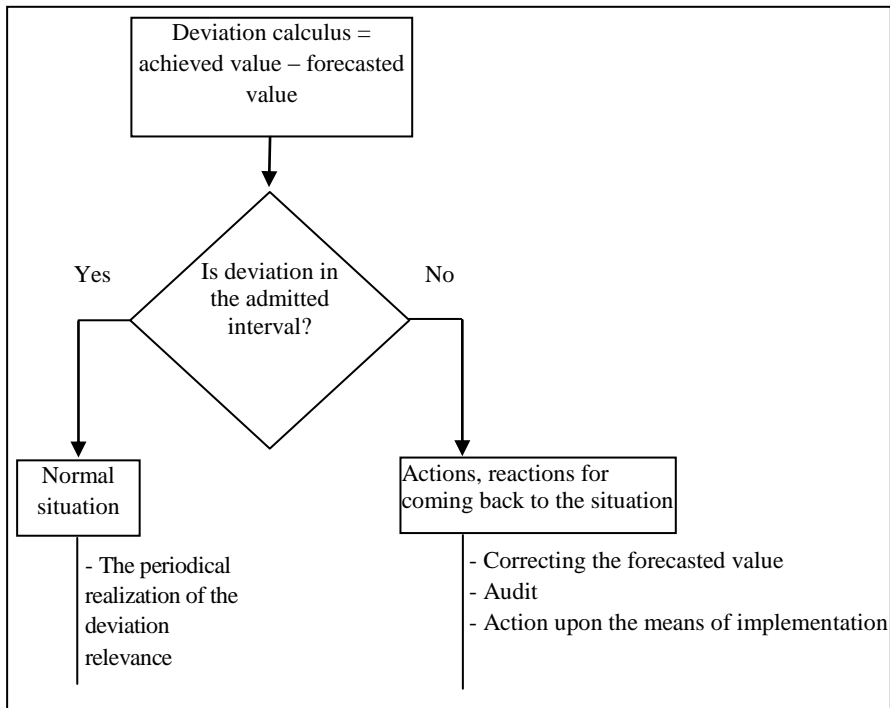 Deviation calculus =
achieved value – forecasted
value
Is deviation in
the admitted
interval?
Yes
No
Normal
situation
- The periodical
realization of the
deviation
relevance
Actions, reactions for
coming back to the situation
- Correcting the forecasted value
- Audit
- Action upon the means of implementation